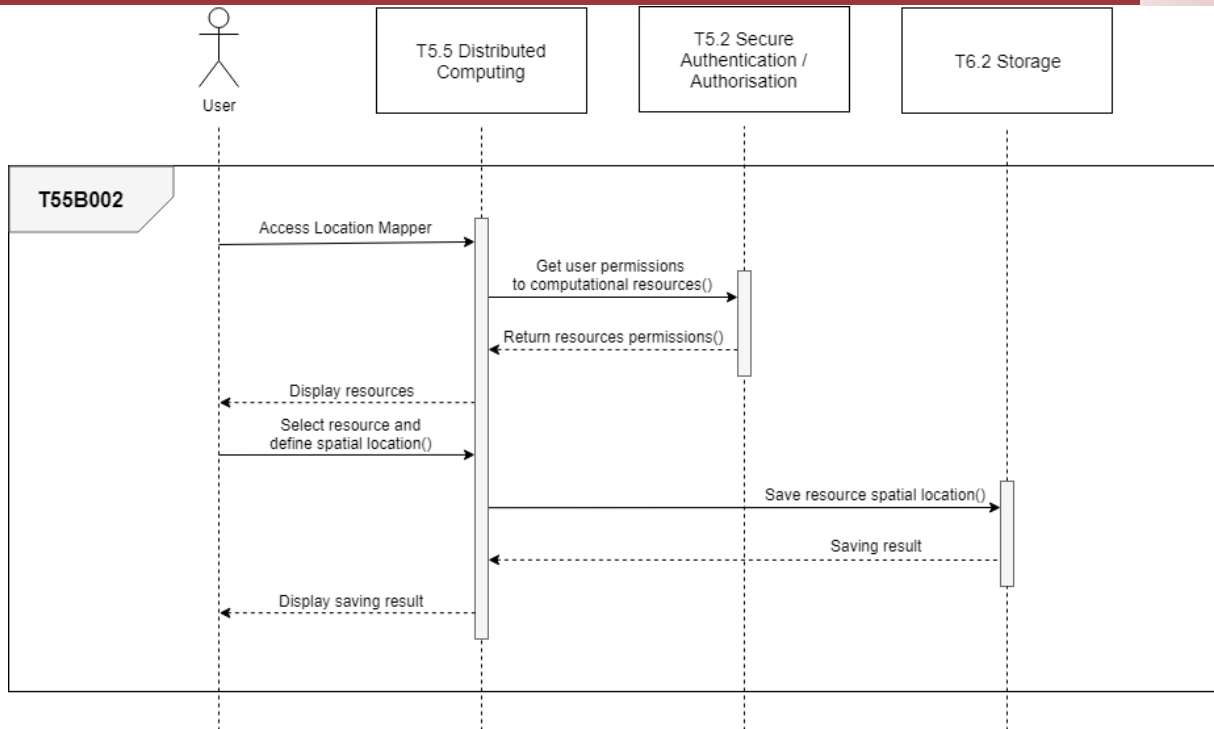 User
T5.5 Distributed
Computing
T5.2 Secure
Authentication /
Authorisation
T6.2 Storage
T55B002
Access Location Mapper
Get user permissions
to computational resources()
Return resources permissions()
Display resources
Select resource and
define spatial location()
Save resource spatial location()
Saving result
Display saving result